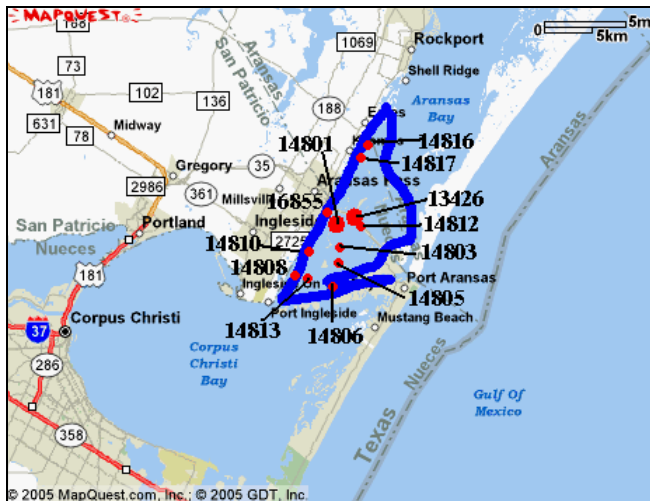 MAPQUEST
5mi
0
5km
168
73
181
102
136
631
78
Midway
Aransas
San Patricio
1069
Rockport
Shell Ridge
Aransas
Bay
188
14801
14816
14817
Gregory
35
2986
361
Millsville
Aransas Pass
16855
13426
San Patricio
Nueces
Portland
Ingleside
2725
14812
14810
14803
14808
181
Ingleside On
Port Aransas
14805
Port Ingleside
14813
14806
Mustang Beach
37
Corpus Christi
Corpus
Christi
Bay
286
358
Texas
Nueces
Aransas
Gulf Of
Mexico
© 2005 MapQuest.com, Inc.; © 2005 GDT, Inc.